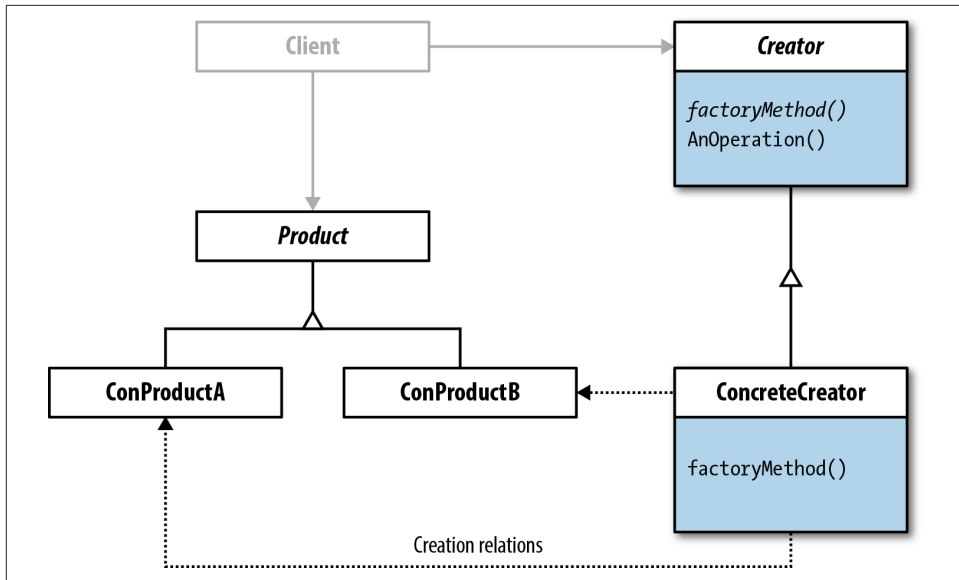 Client
Creator
factoryMethod()
AnOperation()
Product
ConProductA
ConProductB
ConcreteCreator
factoryMethod()
Creation relations